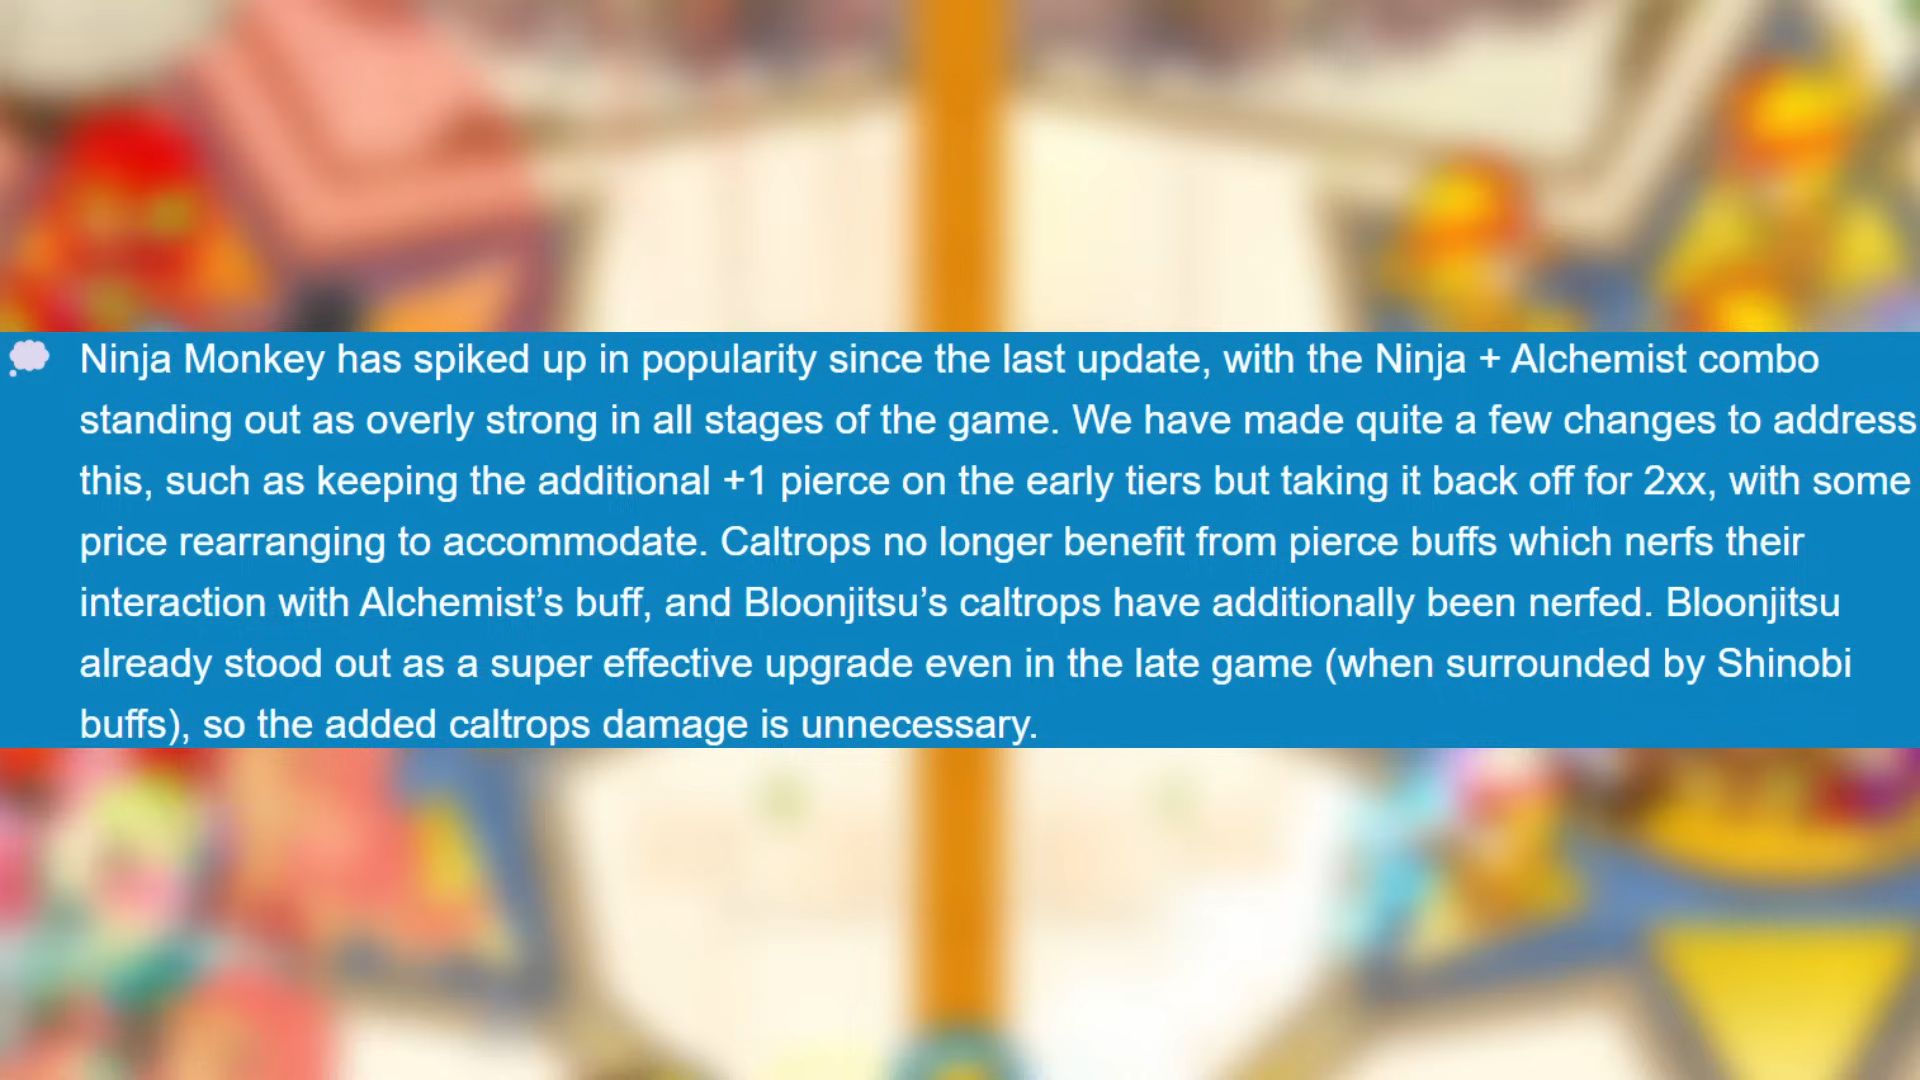 Ninja Monkey has spiked up in popularity since the last update, with the Ninja + Alchemist combo
standing out as overly strong in all stages of the game. We have made quite a few changes to address
this, such as keeping the additional +1 pierce on the early tiers but taking it back off for 2xx, with some
price rearranging to accommodate. Caltrops no longer benefit from pierce buffs which nerfs their
interaction with Alchemist’s buff, and Bloonjitsu’s caltrops have additionally been nerfed. Bloonjitsu
already stood out as a super effective upgrade even in the late game (when surrounded by Shinobi
buffs), so the added caltrops damage is unnecessary.